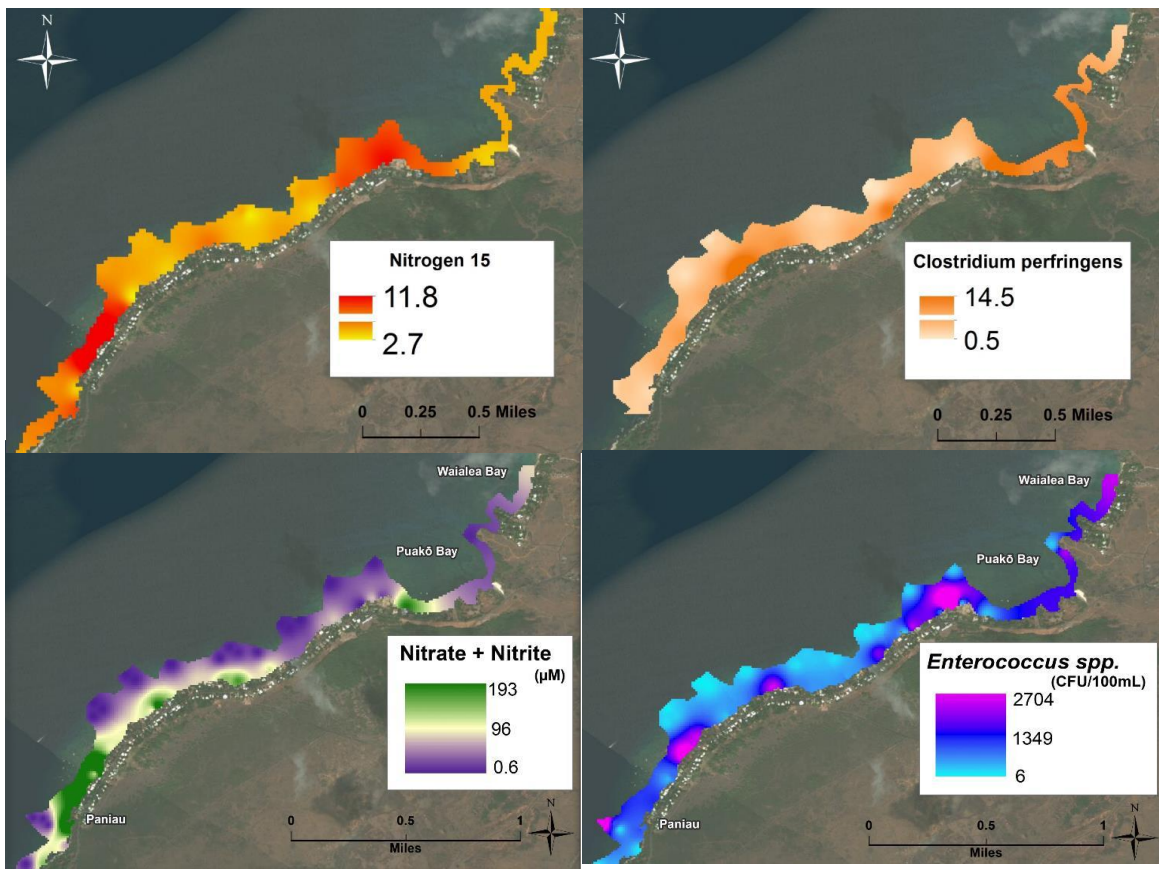 N
Nitrogen 15
11.8
2.7
0 0.25 0.5 Miles
N
Clostridium perfringens
14.5
0.5
0 0.25 0.5 Miles
Waialea Bay
Puakō Bay
Nitrate + Nitrite
(µM)
193
96
0.6
Paniau
0 0.5 1
Miles
N
Waialea Bay
Puakō Bay
Enterococcus spp.
(CFU/100mL)
2704
1349
6
Paniau
0 0.5 1
Miles
N